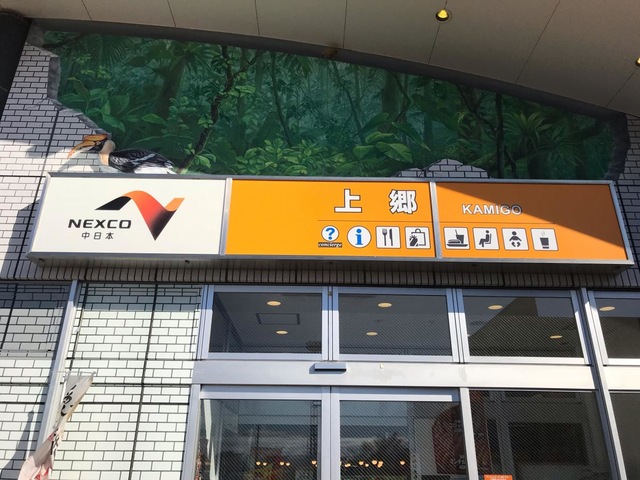 NEXCO
中日本
上郷
KAMIGO
?
concierge
i